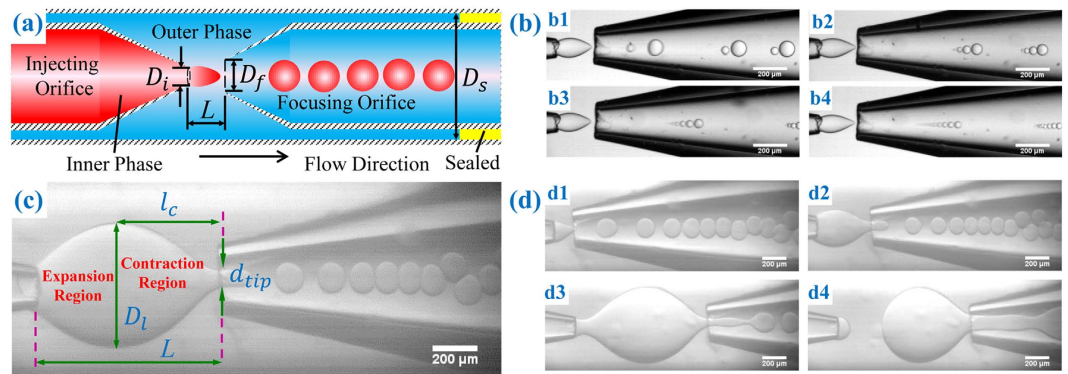 (a)
Outer Phase
Injecting
Orifice
D_i
D_f
D_s
L
Focusing Orifice
Inner Phase
Flow Direction
Sealed
(b)
b1
200 μm
b2
200 μm
b3
200 μm
b4
200 μm
(c)
l_c
Expansion
Region
Contraction
Region
d_tip
D_l
L
200 μm
(d)
d1
200 μm
d2
200 μm
d3
200 μm
d4
200 μm